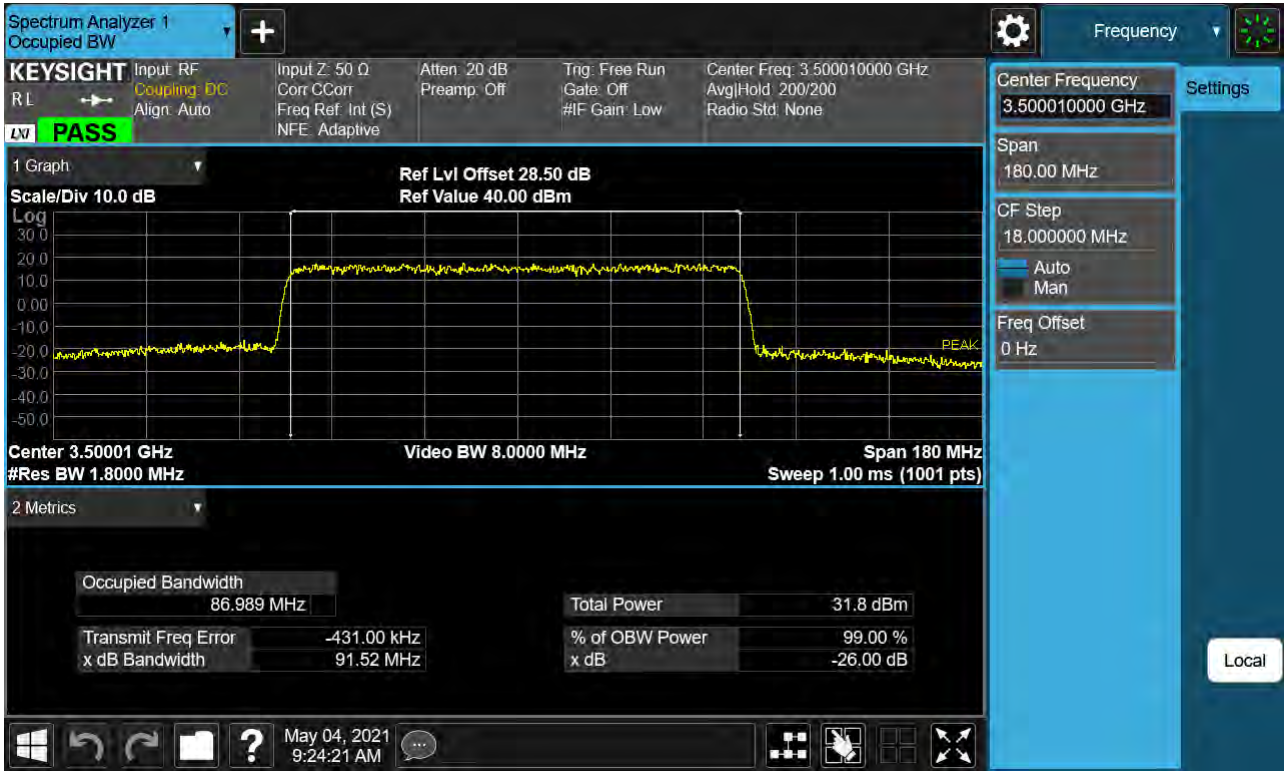 Spectrum Analyzer 1
Occupied BW
Frequency
KEYSIGHT
R L
LXI
PASS
Input: RF
Coupling: DC
Align: Auto
Input Z: 50 Ω
Corr CCorr
Freq Ref: Int (S)
NFE: Adaptive
Atten: 20 dB
Preamp: Off
Trig: Free Run
Gate: Off
#IF Gain: Low
Center Freq: 3.500010000 GHz
Avg|Hold: 200/200
Radio Std: None
Center Frequency
3.500010000 GHz
Settings
Span
180.00 MHz
CF Step
18.000000 MHz
Auto
Man
Freq Offset
0 Hz
Local
1 Graph
Scale/Div 10.0 dB
Ref Lvl Offset 28.50 dB
Ref Value 40.00 dBm
Log
30.0
20.0
10.0
0.00
-10.0
-20.0
-30.0
-40.0
-50.0
PEAK
Center 3.50001 GHz
#Res BW 1.8000 MHz
Video BW 8.0000 MHz
Span 180 MHz
Sweep 1.00 ms (1001 pts)
2 Metrics
Occupied Bandwidth
86.989 MHz
Transmit Freq Error -431.00 kHz
x dB Bandwidth 91.52 MHz
Total Power 31.8 dBm
% of OBW Power 99.00 %
x dB -26.00 dB
?
May 04, 2021
9:24:21 AM